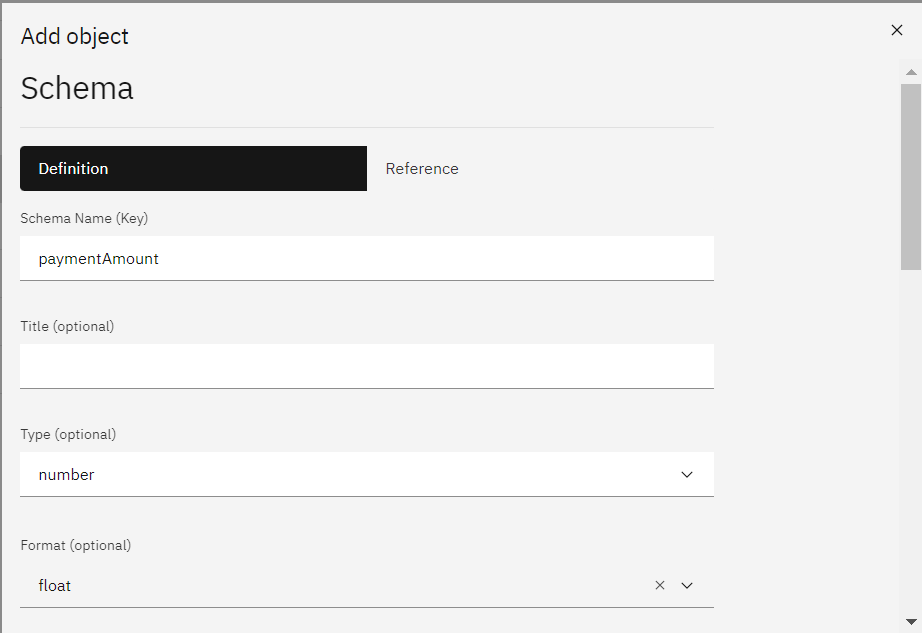 Add object
Schema
Definition
Reference
Schema Name (Key)
paymentAmount
Title (optional)
Type (optional)
number
Format (optional)
float